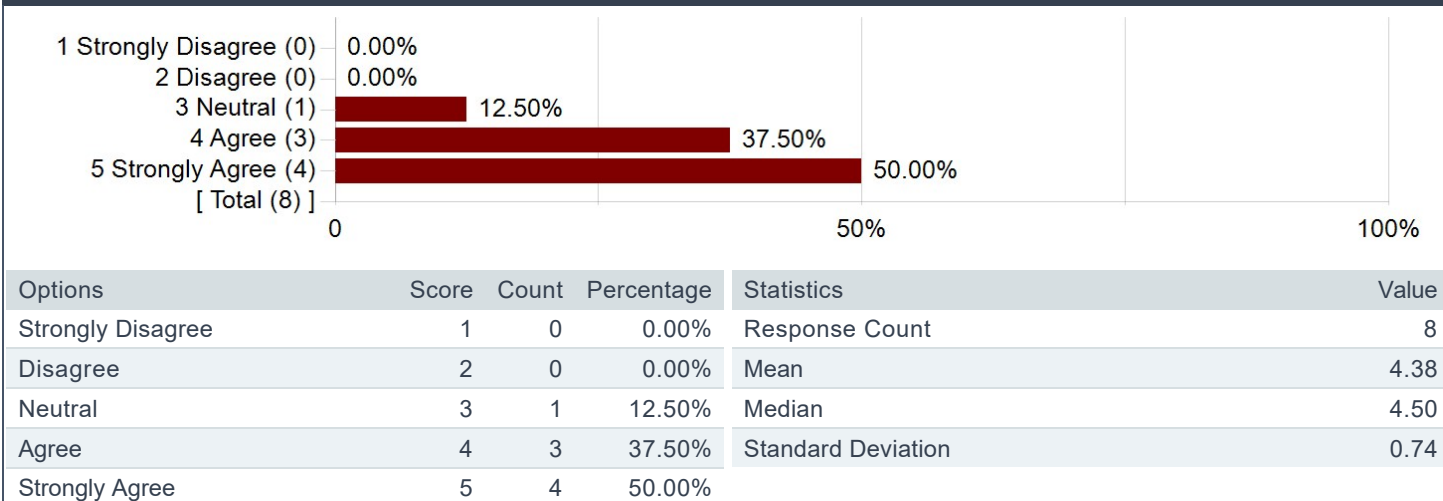 1 Strongly Disagree (0) 0.00%
2 Disagree (0) 0.00%
3 Neutral (1) 12.50%
4 Agree (3) 37.50%
5 Strongly Agree (4) 50.00%
[ Total (8) ]
0 50% 100%
Options Score Count Percentage
Strongly Disagree 1 0 0.00%
Disagree 2 0 0.00%
Neutral 3 1 12.50%
Agree 4 3 37.50%
Strongly Agree 5 4 50.00%
Statistics Value
Response Count 8
Mean 4.38
Median 4.50
Standard Deviation 0.74